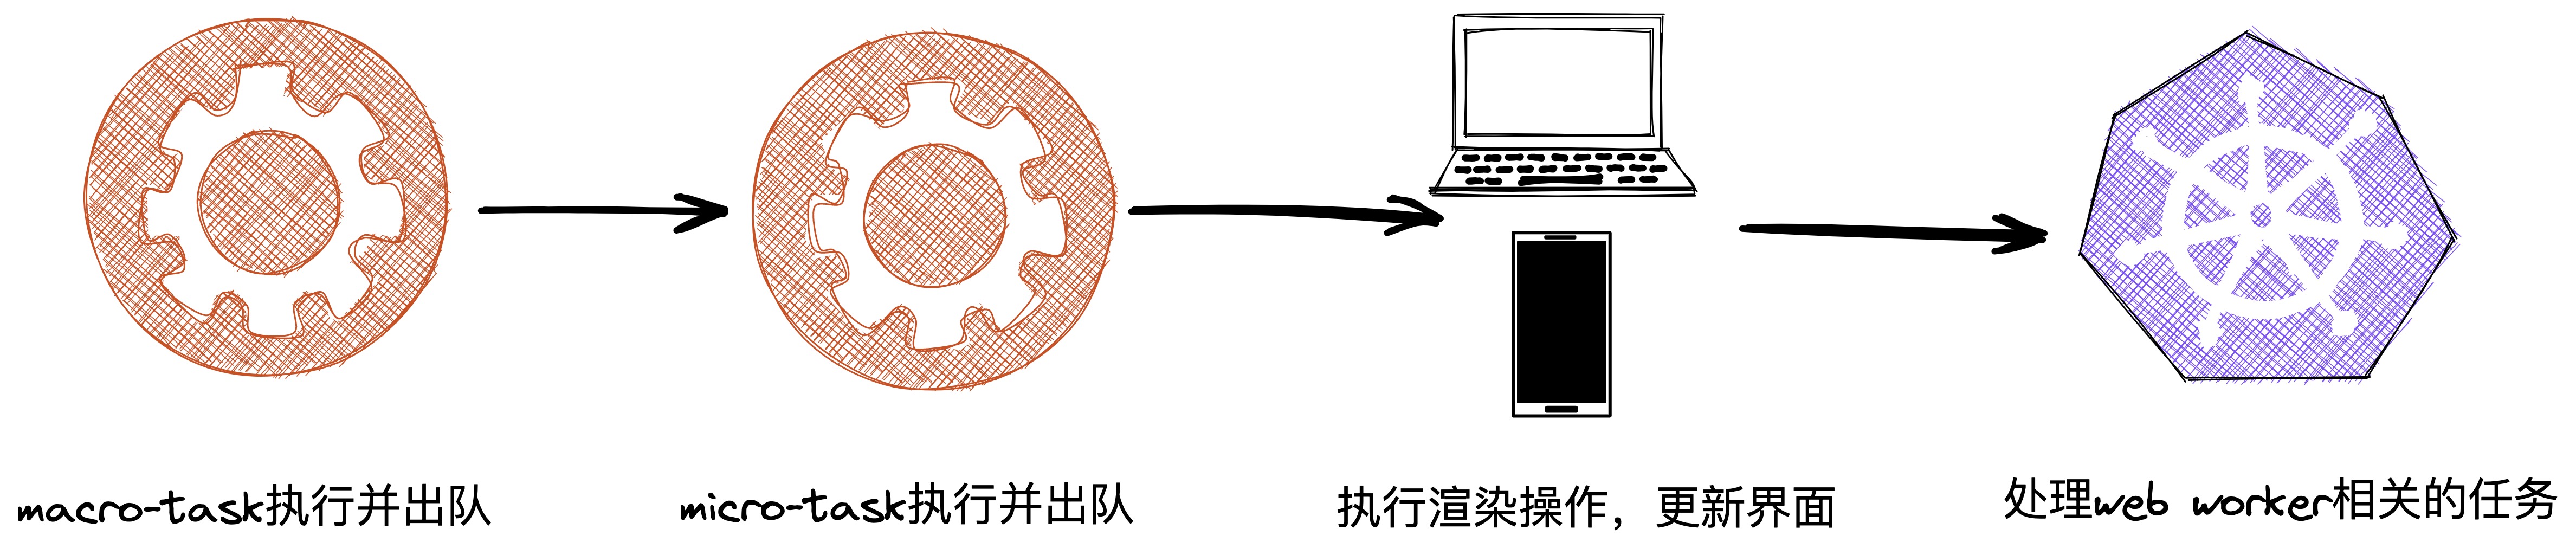 macro-task执行并出队
micro-task执行并出队
执行渲染操作，更新界面
处理web worker相关的任务